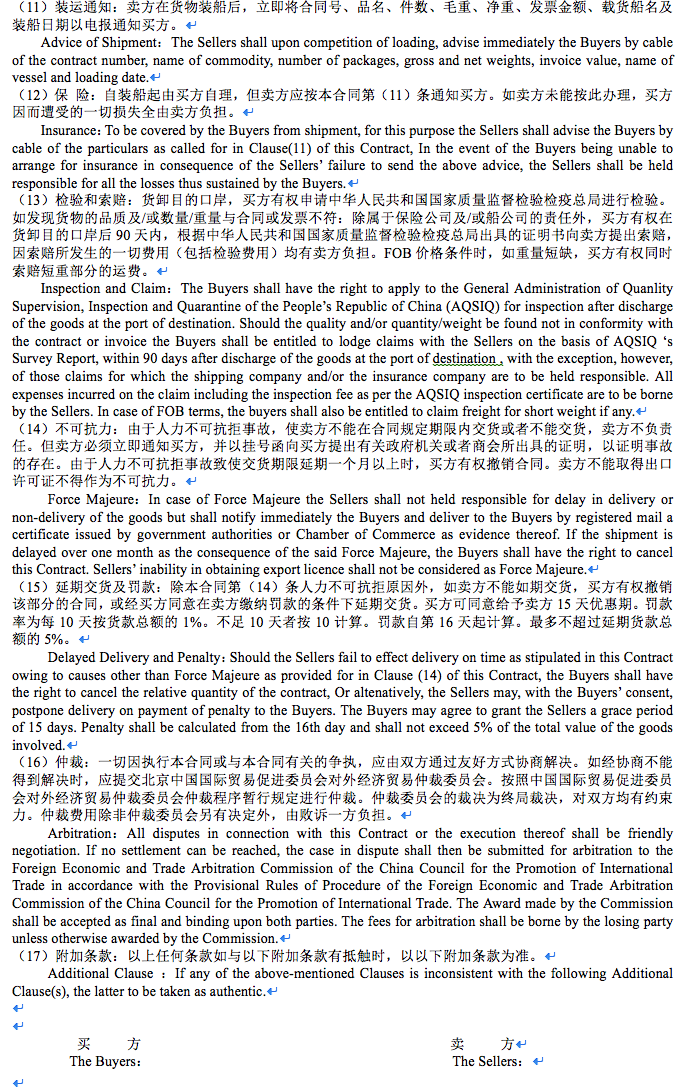 （11）装运通知：卖方在货物装船后，立即将合同号、品名、件数、毛重、净重、发票金额、载货船名及
装船日期以电报通知买方。
Advice of Shipment：The Sellers shall upon competition of loading, advise immediately the Buyers by cable
of the contract number, name of commodity, number of packages, gross and net weights, invoice value, name of
vessel and loading date.
（12）保 险：自装船起由买方自理，但卖方应按本合同第（11）条通知买方。如卖方未能按此办理，买方
因而遭受的一切损失全由卖方负担。
Insurance：To be covered by the Buyers from shipment, for this purpose the Sellers shall advise the Buyers by
cable of the particulars as called for in Clause(11) of this Contract, In the event of the Buyers being unable to
arrange for insurance in consequence of the Sellers’ failure to send the above advice, the Sellers shall be held
responsible for all the losses thus sustained by the Buyers.
（13）检验和索赔：货卸目的口岸，买方有权申请中华人民共和国国家质量监督检验检疫总局进行检验。
如发现货物的品质及/或数量/重量与合同或发票不符：除属于保险公司及/或船公司的责任外，买方有权在
货卸目的口岸后 90 天内，根据中华人民共和国国家质量监督检验检疫总局出具的证明书向卖方提出索赔，
因索赔所发生的一切费用（包括检验费用）均有卖方负担。FOB 价格条件时，如重量短缺，买方有权同时
索赔短重部分的运费。
Inspection and Claim：The Buyers shall have the right to apply to the General Administration of Quanlity
Supervision, Inspection and Quarantine of the People’s Republic of China (AQSIQ) for inspection after discharge
of the goods at the port of destination. Should the quality and/or quantity/weight be found not in conformity with
the contract or invoice the Buyers shall be entitled to lodge claims with the Sellers on the basis of AQSIQ ‘s
Survey Report, within 90 days after discharge of the goods at the port of destination , with the exception, however,
of those claims for which the shipping company and/or the insurance company are to be held responsible. All
expenses incurred on the claim including the inspection fee as per the AQSIQ inspection certificate are to be borne
by the Sellers. In case of FOB terms, the buyers shall also be entitled to claim freight for short weight if any.
（14）不可抗力：由于人力不可抗拒事故，使卖方不能在合同规定期限内交货或者不能交货，卖方不负责
任。但卖方必须立即通知买方，并以挂号函向买方提出有关政府机关或者商会所出具的证明，以证明事故
的存在。由于人力不可抗拒事故致使交货期限延期一个月以上时，买方有权撤销合同。卖方不能取得出口
许可证不得作为不可抗力。
Force Majeure：In case of Force Majeure the Sellers shall not held responsible for delay in delivery or
non-delivery of the goods but shall notify immediately the Buyers and deliver to the Buyers by registered mail a
certificate issued by government authorities or Chamber of Commerce as evidence thereof. If the shipment is
delayed over one month as the consequence of the said Force Majeure, the Buyers shall have the right to cancel
this Contract. Sellers’ inability in obtaining export licence shall not be considered as Force Majeure.
（15）延期交货及罚款：除本合同第（14）条人力不可抗拒原因外，如卖方不能如期交货，买方有权撤销
该部分的合同，或经买方同意在卖方缴纳罚款的条件下延期交货。买方可同意给予卖方 15 天优惠期。罚款
率为每 10 天按货款总额的 1%。不足 10 天者按 10 计算。罚款自第 16 天起计算。最多不超过延期货款总
额的 5%。
Delayed Delivery and Penalty：Should the Sellers fail to effect delivery on time as stipulated in this Contract
owing to causes other than Force Majeure as provided for in Clause (14) of this Contract, the Buyers shall have
the right to cancel the relative quantity of the contract, Or altenatively, the Sellers may, with the Buyers’ consent,
postpone delivery on payment of penalty to the Buyers. The Buyers may agree to grant the Sellers a grace period
of 15 days. Penalty shall be calculated from the 16th day and shall not exceed 5% of the total value of the goods
involved.
（16）仲裁：一切因执行本合同或与本合同有关的争执，应由双方通过友好方式协商解决。如经协商不能
得到解决时，应提交北京中国国际贸易促进委员会对外经济贸易仲裁委员会。按照中国国际贸易促进委员
会对外经济贸易仲裁委员会仲裁程序暂行规定进行仲裁。仲裁委员会的裁决为终局裁决，对双方均有约束
力。仲裁费用除非仲裁委员会另有决定外，由败诉一方负担。
Arbitration：All disputes in connection with this Contract or the execution thereof shall be friendly
negotiation. If no settlement can be reached, the case in dispute shall then be submitted for arbitration to the
Foreign Economic and Trade Arbitration Commission of the China Council for the Promotion of International
Trade in accordance with the Provisional Rules of Procedure of the Foreign Economic and Trade Arbitration
Commission of the China Council for the Promotion of International Trade. The Award made by the Commission
shall be accepted as final and binding upon both parties. The fees for arbitration shall be borne by the losing party
unless otherwise awarded by the Commission.
（17）附加条款：以上任何条款如与以下附加条款有抵触时，以以下附加条款为准。
Additional Clause ：If any of the above-mentioned Clauses is inconsistent with the following Additional
Clause(s), the latter to be taken as authentic.
买 方 卖 方
The Buyers： The Sellers：